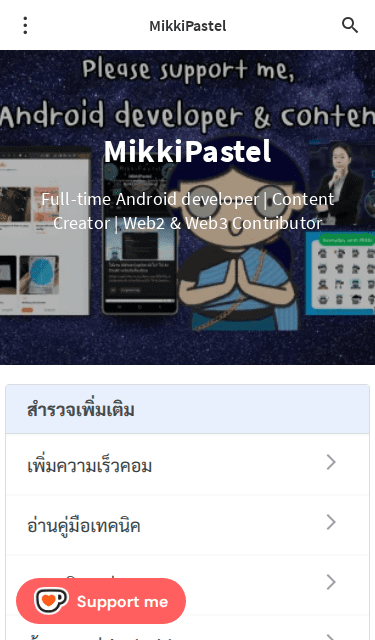 MikkiPastel
Please support me,
Android developer & conten
MikkiPastel
Full-time Android developer | Content
Creator | Web2 & Web3 Contributor
สำรวจเพิ่มเติม
เพิ่มความเร็วคอม
อ่านคู่มือเทคนิค
Support me